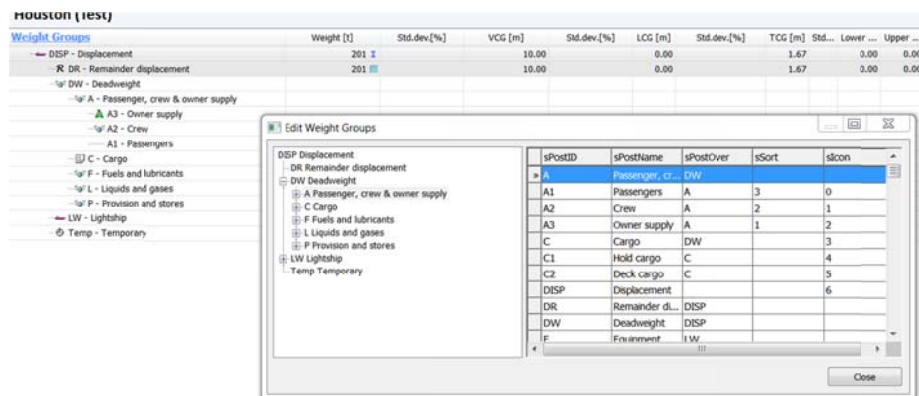 Houston (Test)
Weight Groups Weight [t] Std.dev.[%] VCG [m] Std.dev.[%] LCG [m] Std.dev.[%] TCG [m] Std... Lower ... Upper ...
DISP - Displacement 201 10.00 0.00 1.67 0.00 0.00
R DR - Remainder displacement 201 10.00 0.00 1.67 0.00 0.00
DW - Deadweight
A - Passenger, crew & owner supply
A3 - Owner supply
A2 - Crew
A1 - Passengers
C - Cargo
F - Fuels and lubricants
L - Liquids and gases
P - Provision and stores
LW - Lightship
Temp - Temporary
Edit Weight Groups
DISP Displacement
DR Remainder displacement
DW Deadweight
A Passenger, crew & owner supply
C Cargo
F Fuels and lubricants
L Liquids and gases
P Provision and stores
LW Lightship
Temp Temporary
sPostID sPostName sPostOver sSort sIcon
A Passenger, cr... DW
A1 Passengers A 3 0
A2 Crew A 2 1
A3 Owner supply A 1 2
C Cargo DW 3
C1 Hold cargo C 4
C2 Deck cargo C 5
DISP Displacement 6
DR Remainder di... DISP
DW Deadweight DISP
E Equipment LW
Close